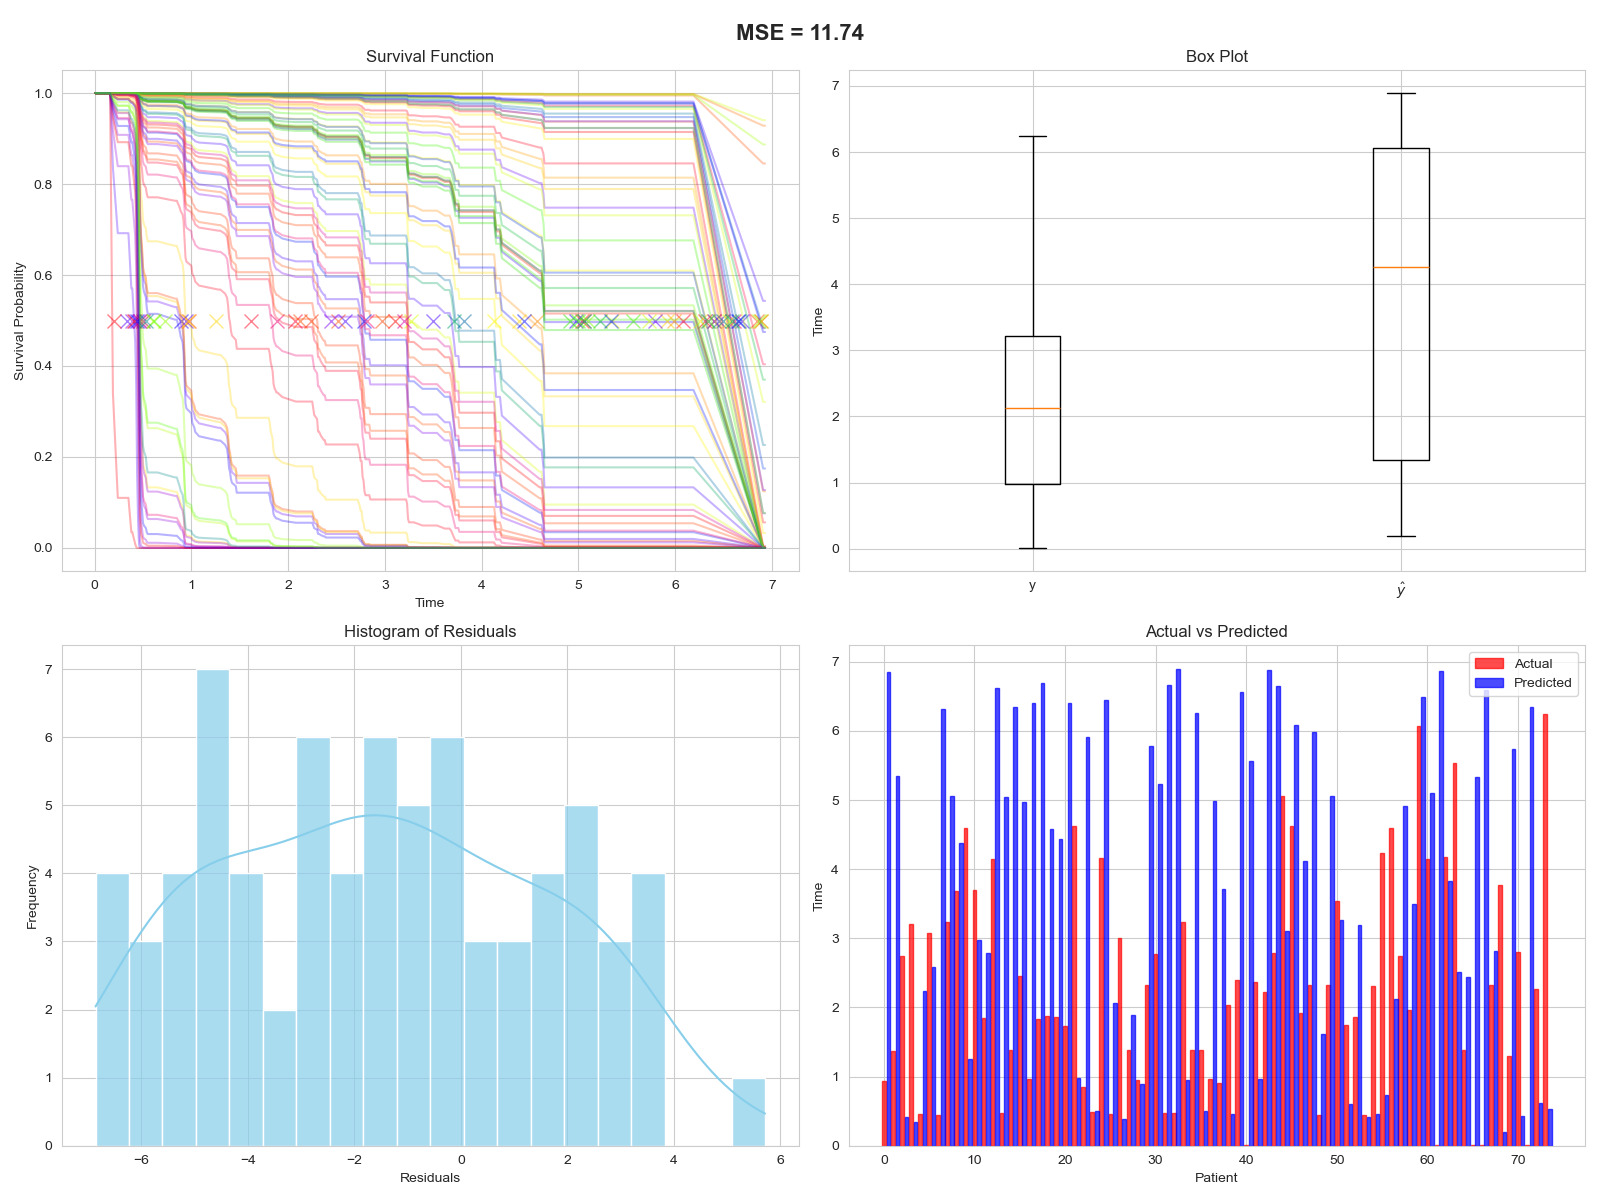 MSE = 11.74
Survival Function
Survival Probability
1.0
0.8
0.6
0.4
0.2
0.0
0 1 2 3 4 5 6 7
Time
Box Plot
Time
7
6
5
4
3
2
1
0
y ŷ
Histogram of Residuals
Frequency
7
6
5
4
3
2
1
0
−6 −4 −2 0 2 4 6
Residuals
Actual vs Predicted
Actual
Predicted
Time
7
6
5
4
3
2
1
0
0 10 20 30 40 50 60 70
Patient